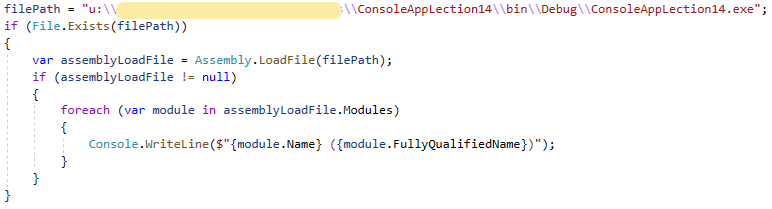 filePath = "u:\\ \\ConsoleAppLection14\\bin\\Debug\\ConsoleAppLection14.exe";
if (File.Exists(filePath))
{
var assemblyLoadFile = Assembly.LoadFile(filePath);
if (assemblyLoadFile != null)
{
foreach (var module in assemblyLoadFile.Modules)
{
Console.WriteLine($"{module.Name} ({module.FullyQualifiedName})");
}
}
}